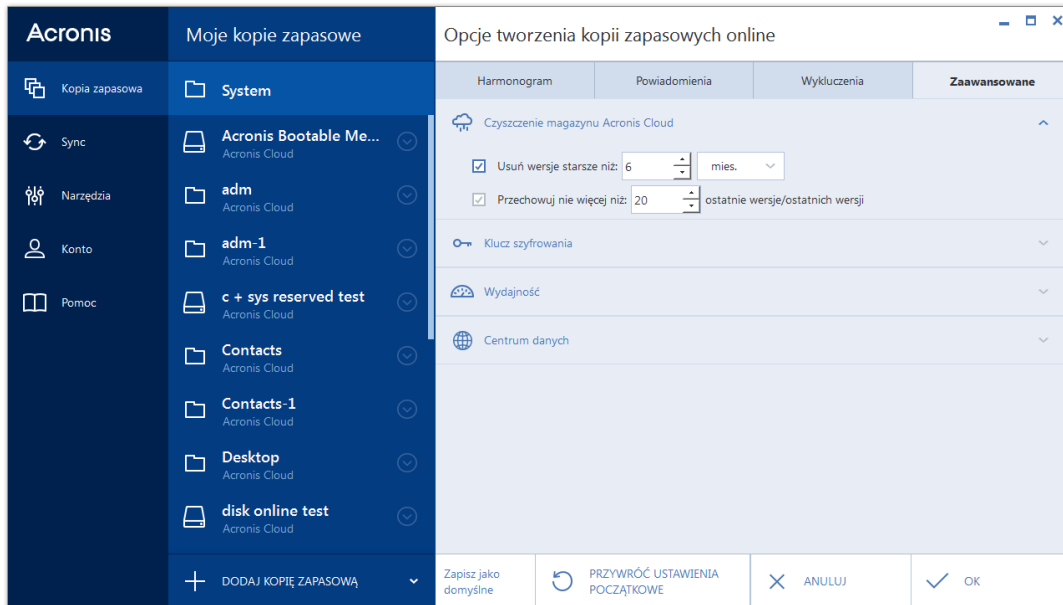 Acronis
Kopia zapasowa
Sync
Narzędzia
Konto
Pomoc
Moje kopie zapasowe
System
Acronis Bootable Me...
Acronis Cloud
adm
Acronis Cloud
adm-1
Acronis Cloud
c + sys reserved test
Acronis Cloud
Contacts
Acronis Cloud
Contacts-1
Acronis Cloud
Desktop
Acronis Cloud
disk online test
Acronis Cloud
DODAJ KOPIĘ ZAPASOWĄ
Opcje tworzenia kopii zapasowych online
Harmonogram
Powiadomienia
Wykluczenia
Zaawansowane
Czyszczenie magazynu Acronis Cloud
Usuń wersje starsze niż: 6 mies.
Przechowuj nie więcej niż: 20 ostatnie wersje/ostatnich wersji
Klucz szyfrowania
Wydajność
Centrum danych
Zapisz jako
domyślne
PRZYWRÓĆ USTAWIENIA
POCZĄTKOWE
ANULUJ
OK